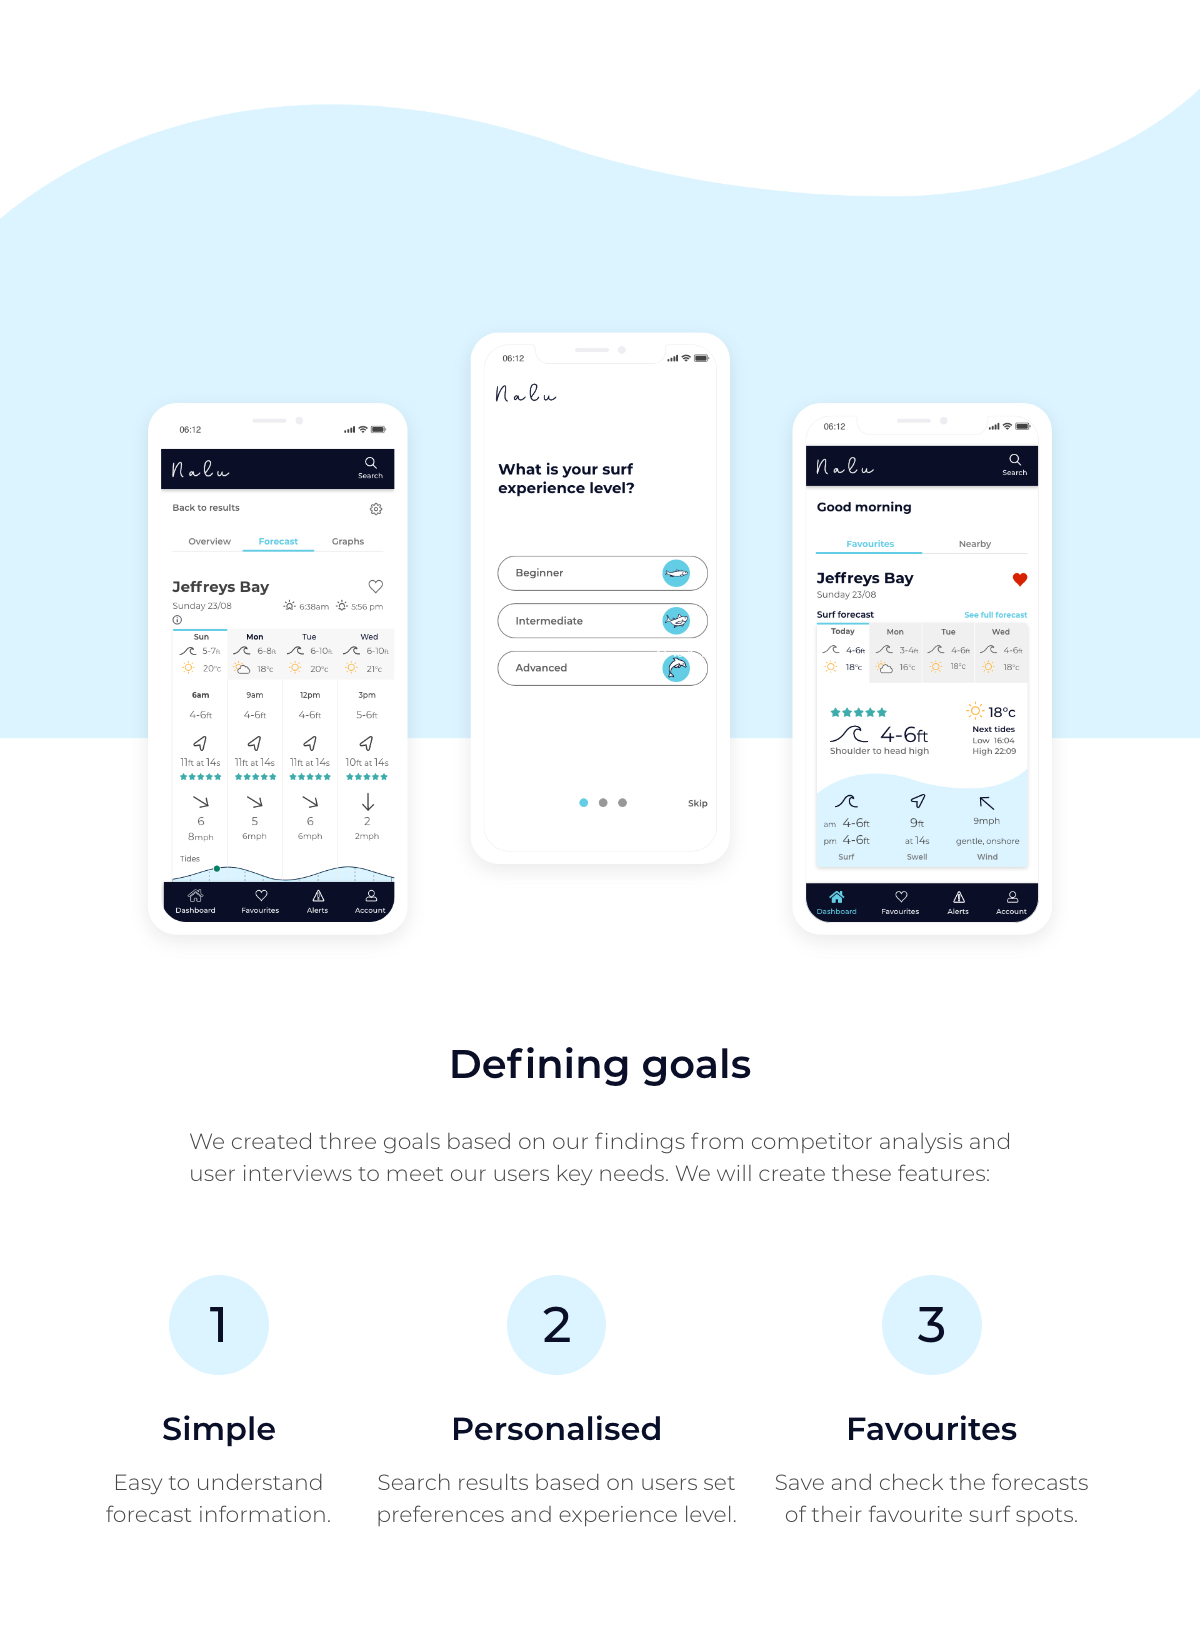 06:12
Nalu
Search
Back to results
Overview Forecast Graphs
Jeffreys Bay
Sunday 23/08 6:38am 5:56 pm
Sun Mon Tue Wed
5-7ft 6-8ft 6-10ft 6-10ft
20°c 18°c 20°c 21°c
6am 9am 12pm 3pm
4-6ft 4-6ft 4-6ft 5-6ft
11ft at 14s 11ft at 14s 11ft at 14s 10ft at 14s
6 5 6 2
8mph 6mph 6mph 2mph
Tides
Dashboard Favourites Alerts Account
06:12
Nalu
What is your surf
experience level?
Beginner
Intermediate
Advanced
Skip
06:12
Nalu
Search
Good morning
Favourites Nearby
Jeffreys Bay
Sunday 23/08
Surf forecast See full forecast
Today Mon Tue Wed
4-6ft 3-4ft 4-6ft 4-6ft
18°c 16°c 18°c 18°c
18°c
4-6ft Next tides
Low 16:04
Shoulder to head high High 22:09
am 4-6ft 9ft 9mph
pm 4-6ft at 14s gentle, onshore
Surf Swell Wind
Dashboard Favourites Alerts Account
Defining goals
We created three goals based on our findings from competitor analysis and
user interviews to meet our users key needs. We will create these features:
1
Simple
Easy to understand
forecast information.
2
Personalised
Search results based on users set
preferences and experience level.
3
Favourites
Save and check the forecasts
of their favourite surf spots.